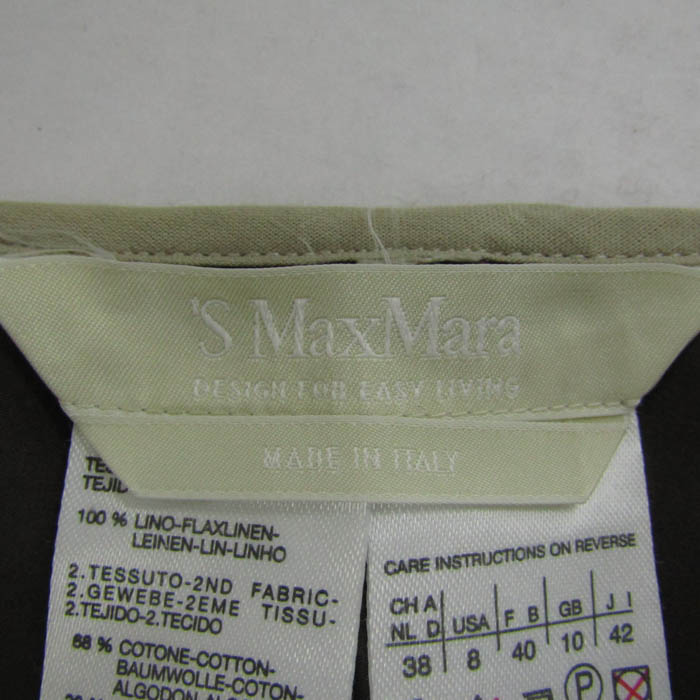 'S MaxMara
DESIGN FOR EASY LIVING
MADE IN ITALY
TEJID
100 % LINO-FLAXLINEN-
LEINEN-LIN-LINHO
2.TESSUTO-2ND FABRIC-
2.GEWEBE-2EME TISSU-
2.TEJIDO-2.TECIDO
68 % COTONE-COTTON-
BAUMWOLLE-COTON-
CARE INSTRUCTIONS ON REVERSE
CH A
NL D USA F B GB J I
38 8 40 10 42
P